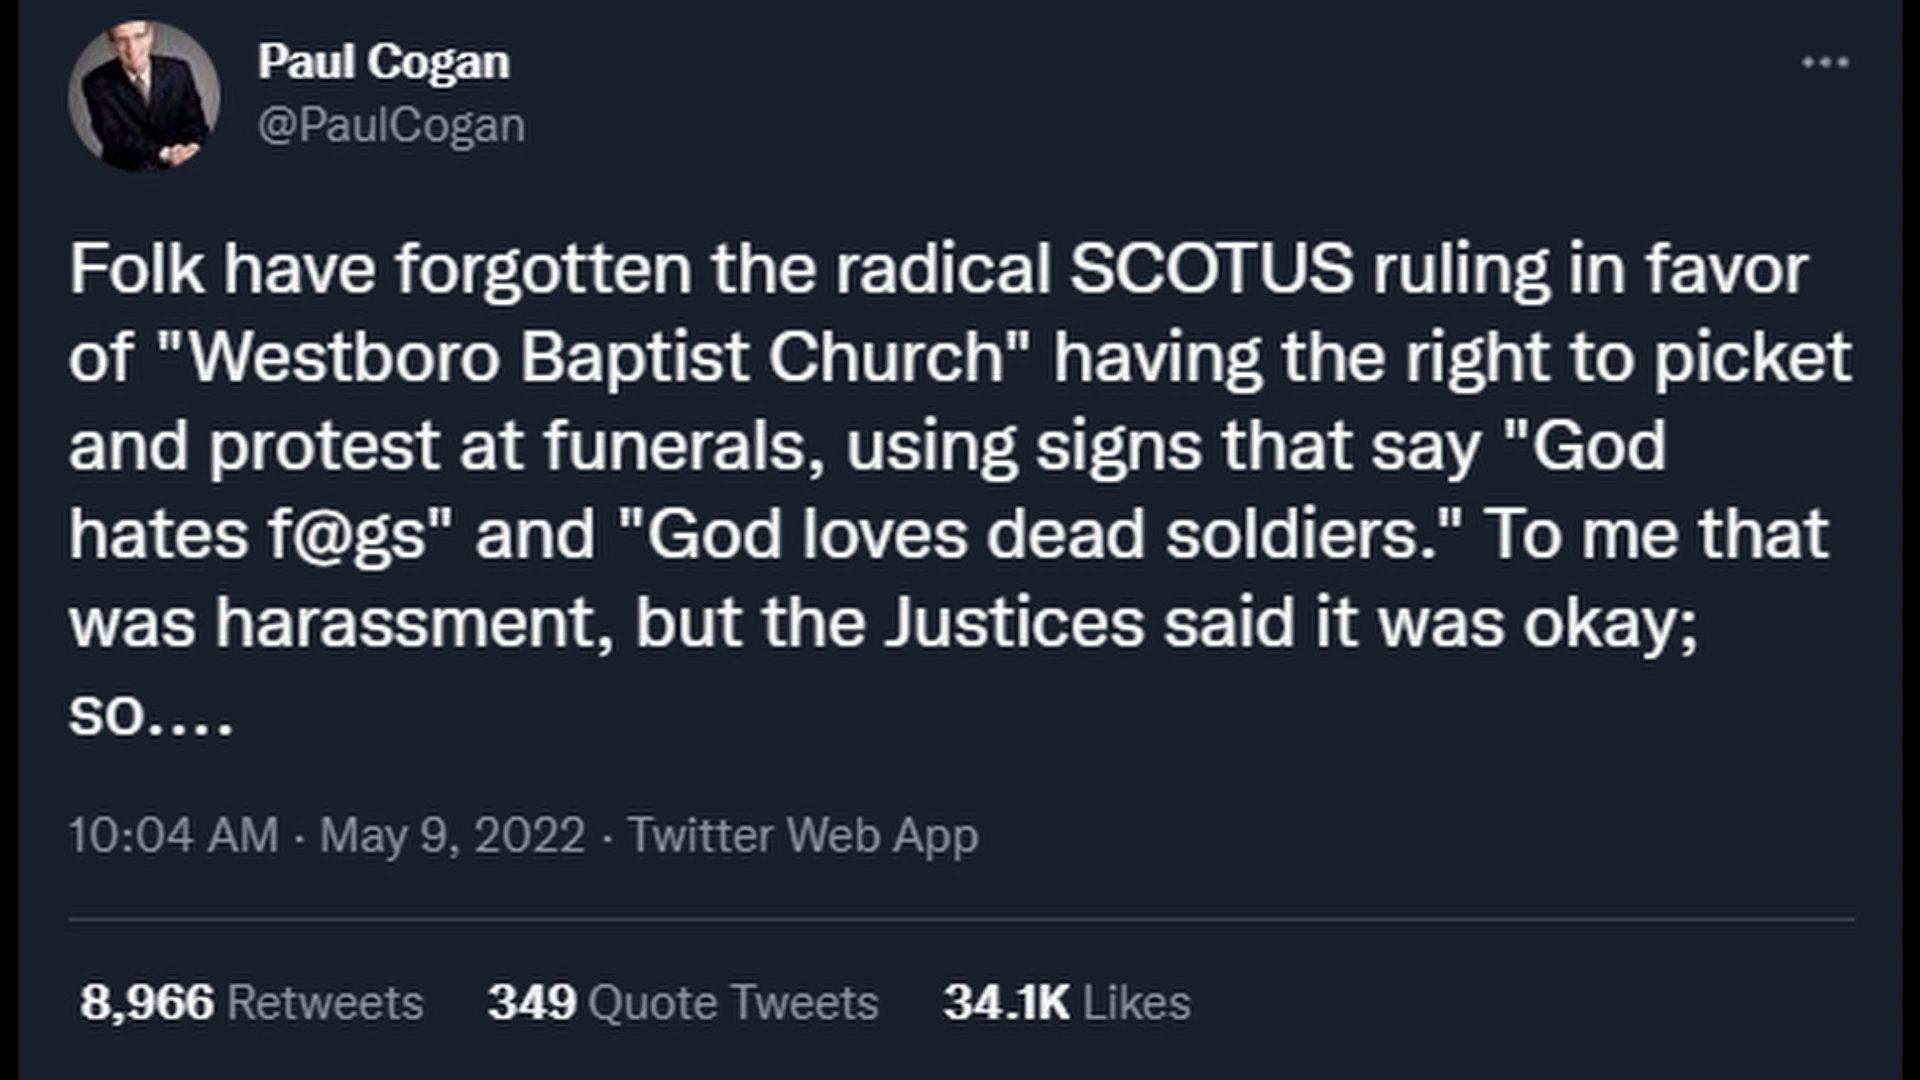 Paul Cogan
@PaulCogan
Folk have forgotten the radical SCOTUS ruling in favor
of "Westboro Baptist Church" having the right to picket
and protest at funerals, using signs that say "God
hates f@gs" and "God loves dead soldiers." To me that
was harassment, but the Justices said it was okay;
so....
10:04 AM · May 9, 2022 · Twitter Web App
8,966 Retweets 349 Quote Tweets 34.1K Likes